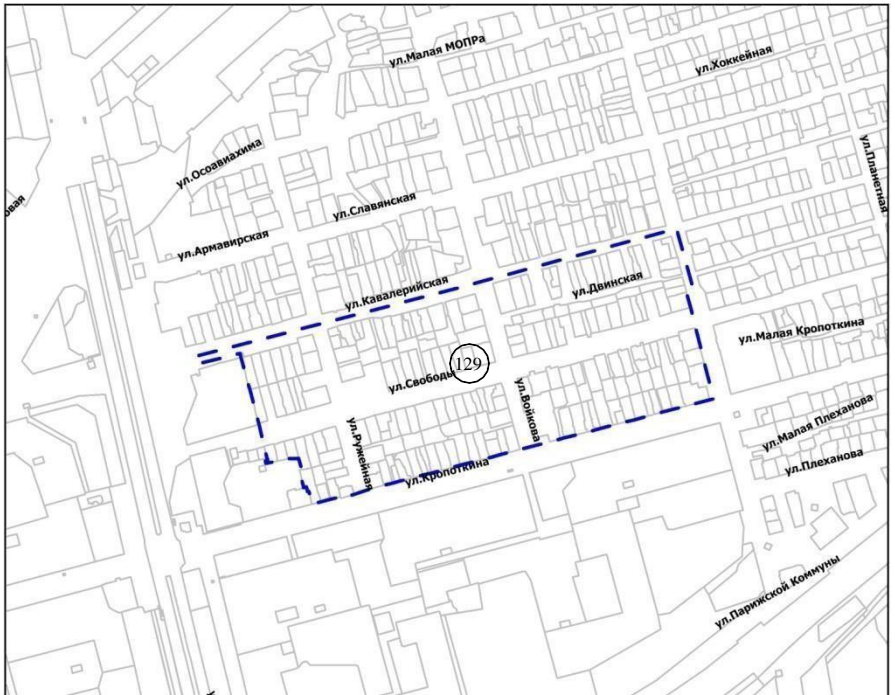 ул.Малая МОПРа
ул.Хоккейная
ул.Осоавиахима
ул.Планетная
овая
ул.Славянская
ул.Армавирская
ул.Кавалерийская
ул.Двинская
ул.Малая Кропоткина
129
ул.Свободы
ул.Войкова
ул.Малая Плеханова
ул.Ружейная
ул.Плеханова
ул.Кропоткина
ул.Парижской Коммуны